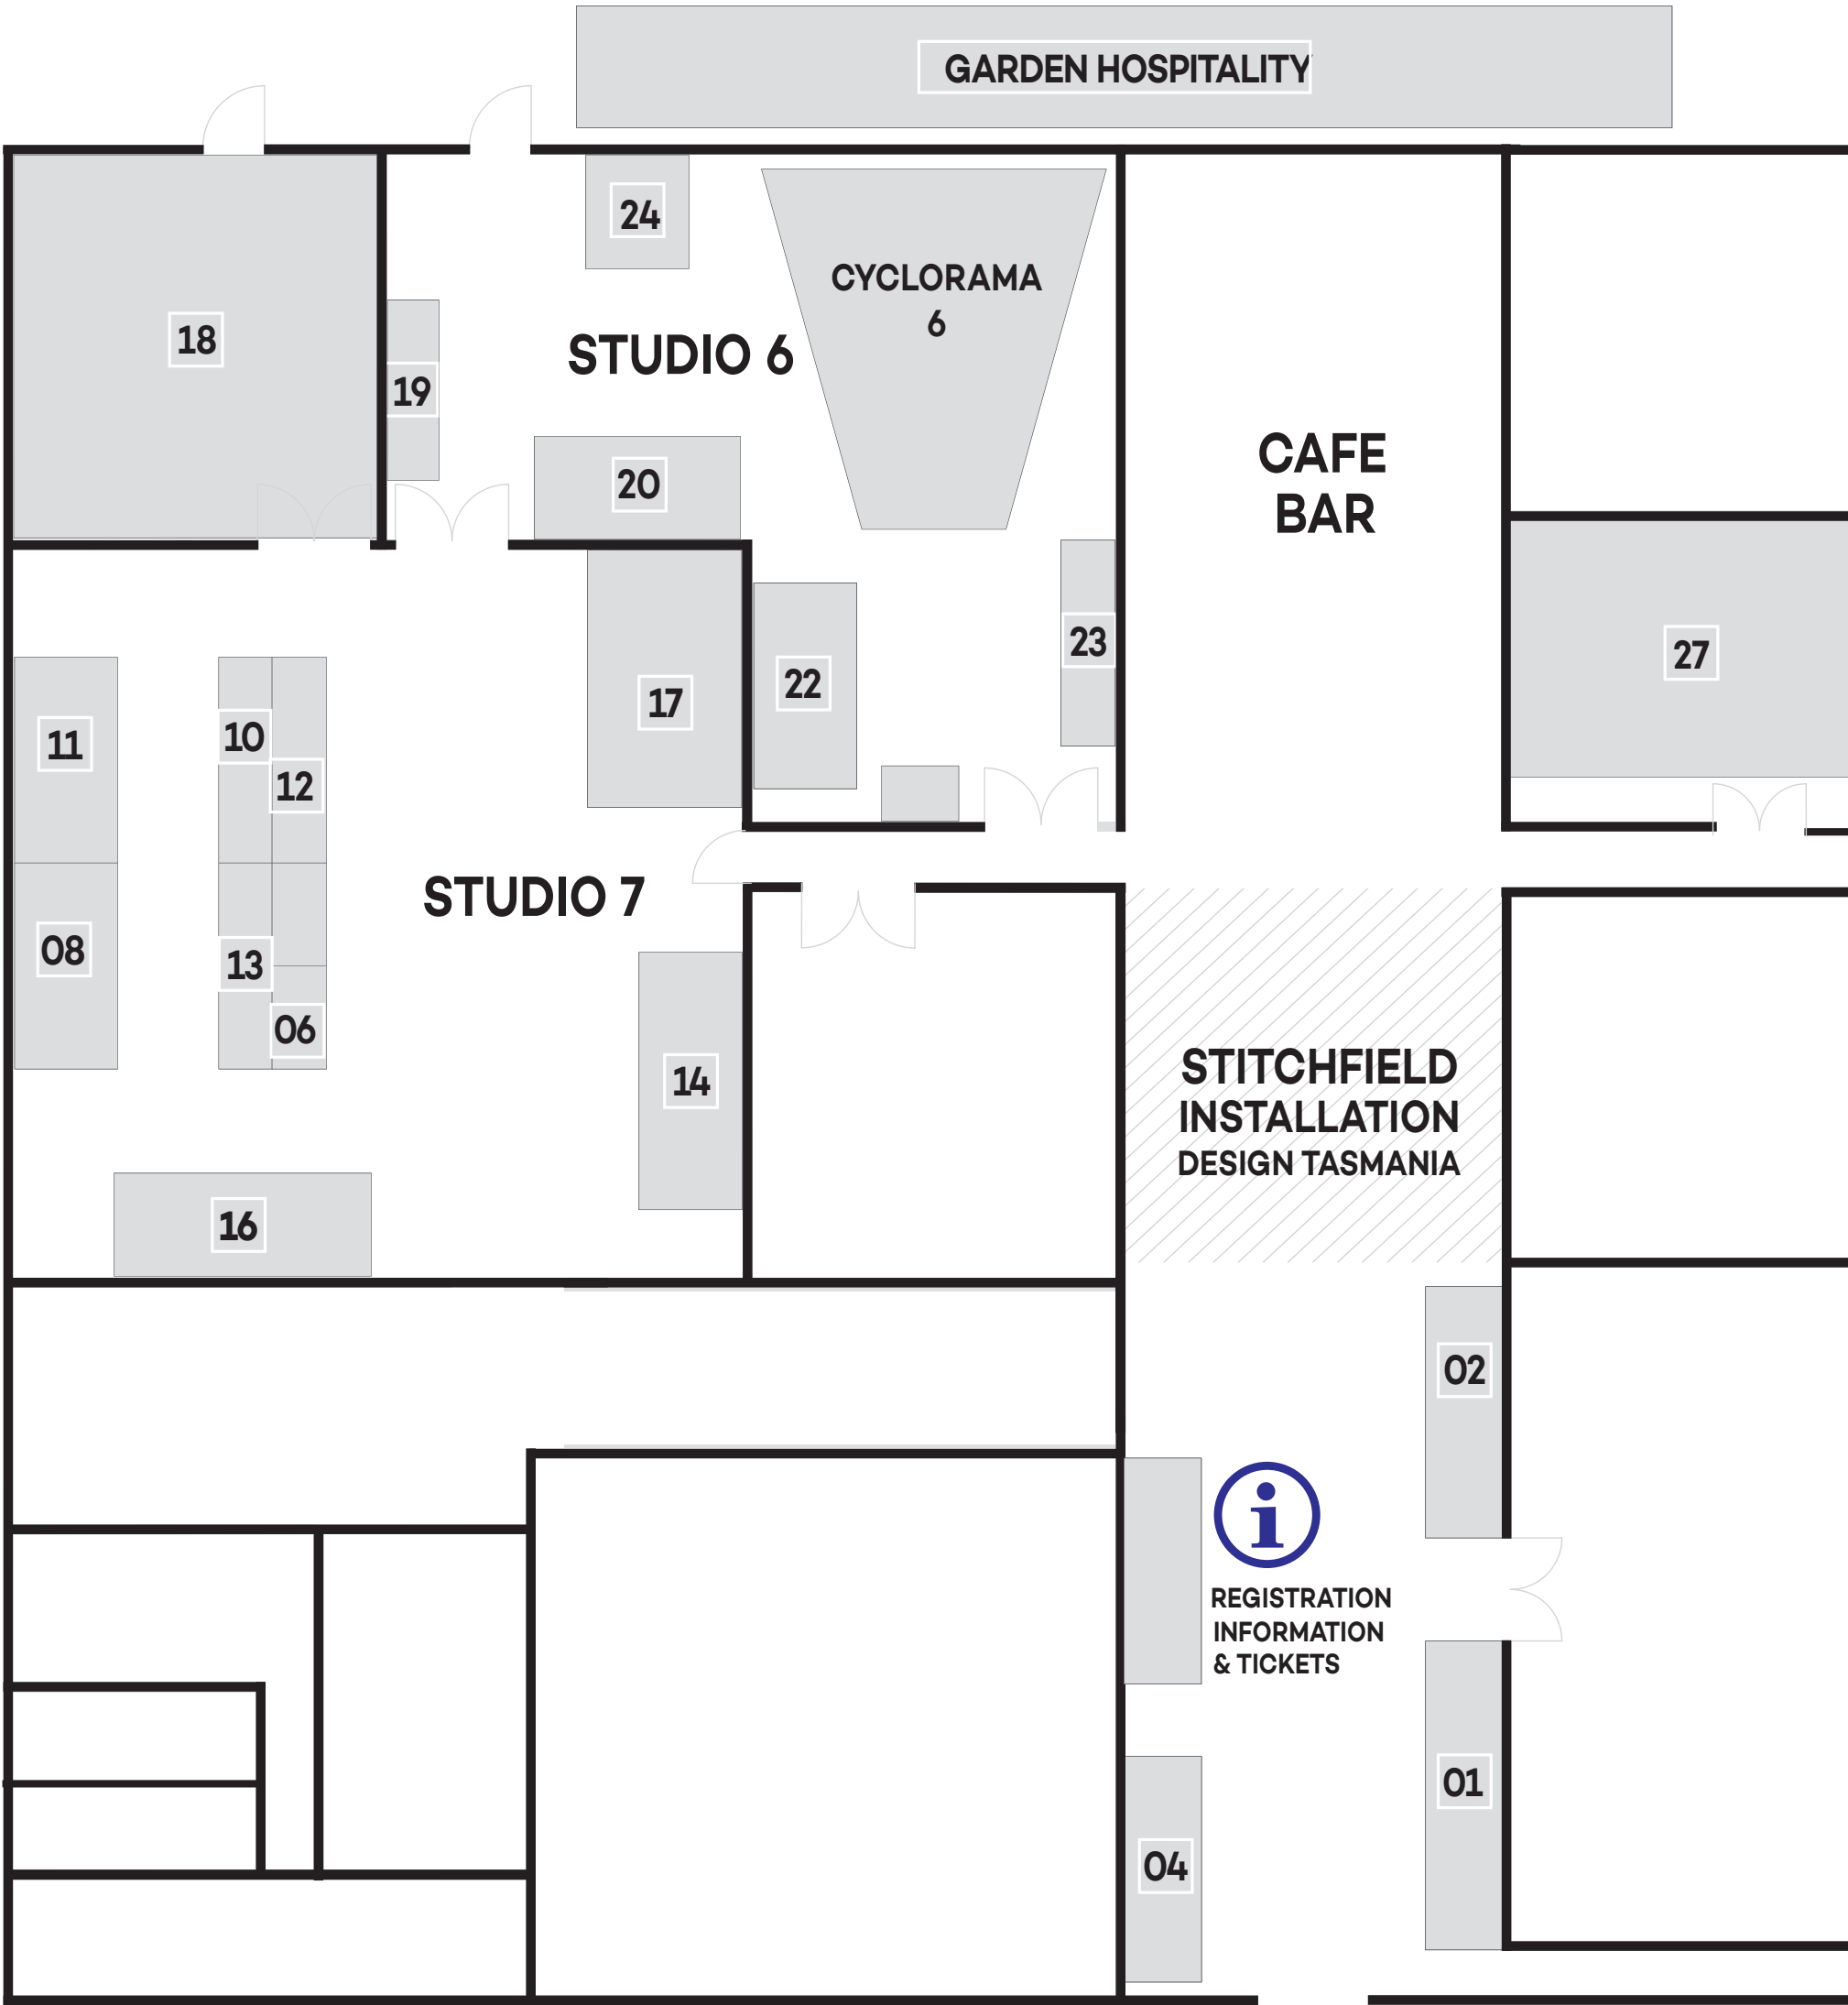 GARDEN HOSPITALITY
24
CYCLORAMA
6
18
STUDIO 6
19
20
CAFE
BAR
23
27
22
17
11
10
12
STUDIO 7
08
13
06
14
STITCHFIELD
INSTALLATION
DESIGN TASMANIA
16
02
i
REGISTRATION
INFORMATION
& TICKETS
01
04